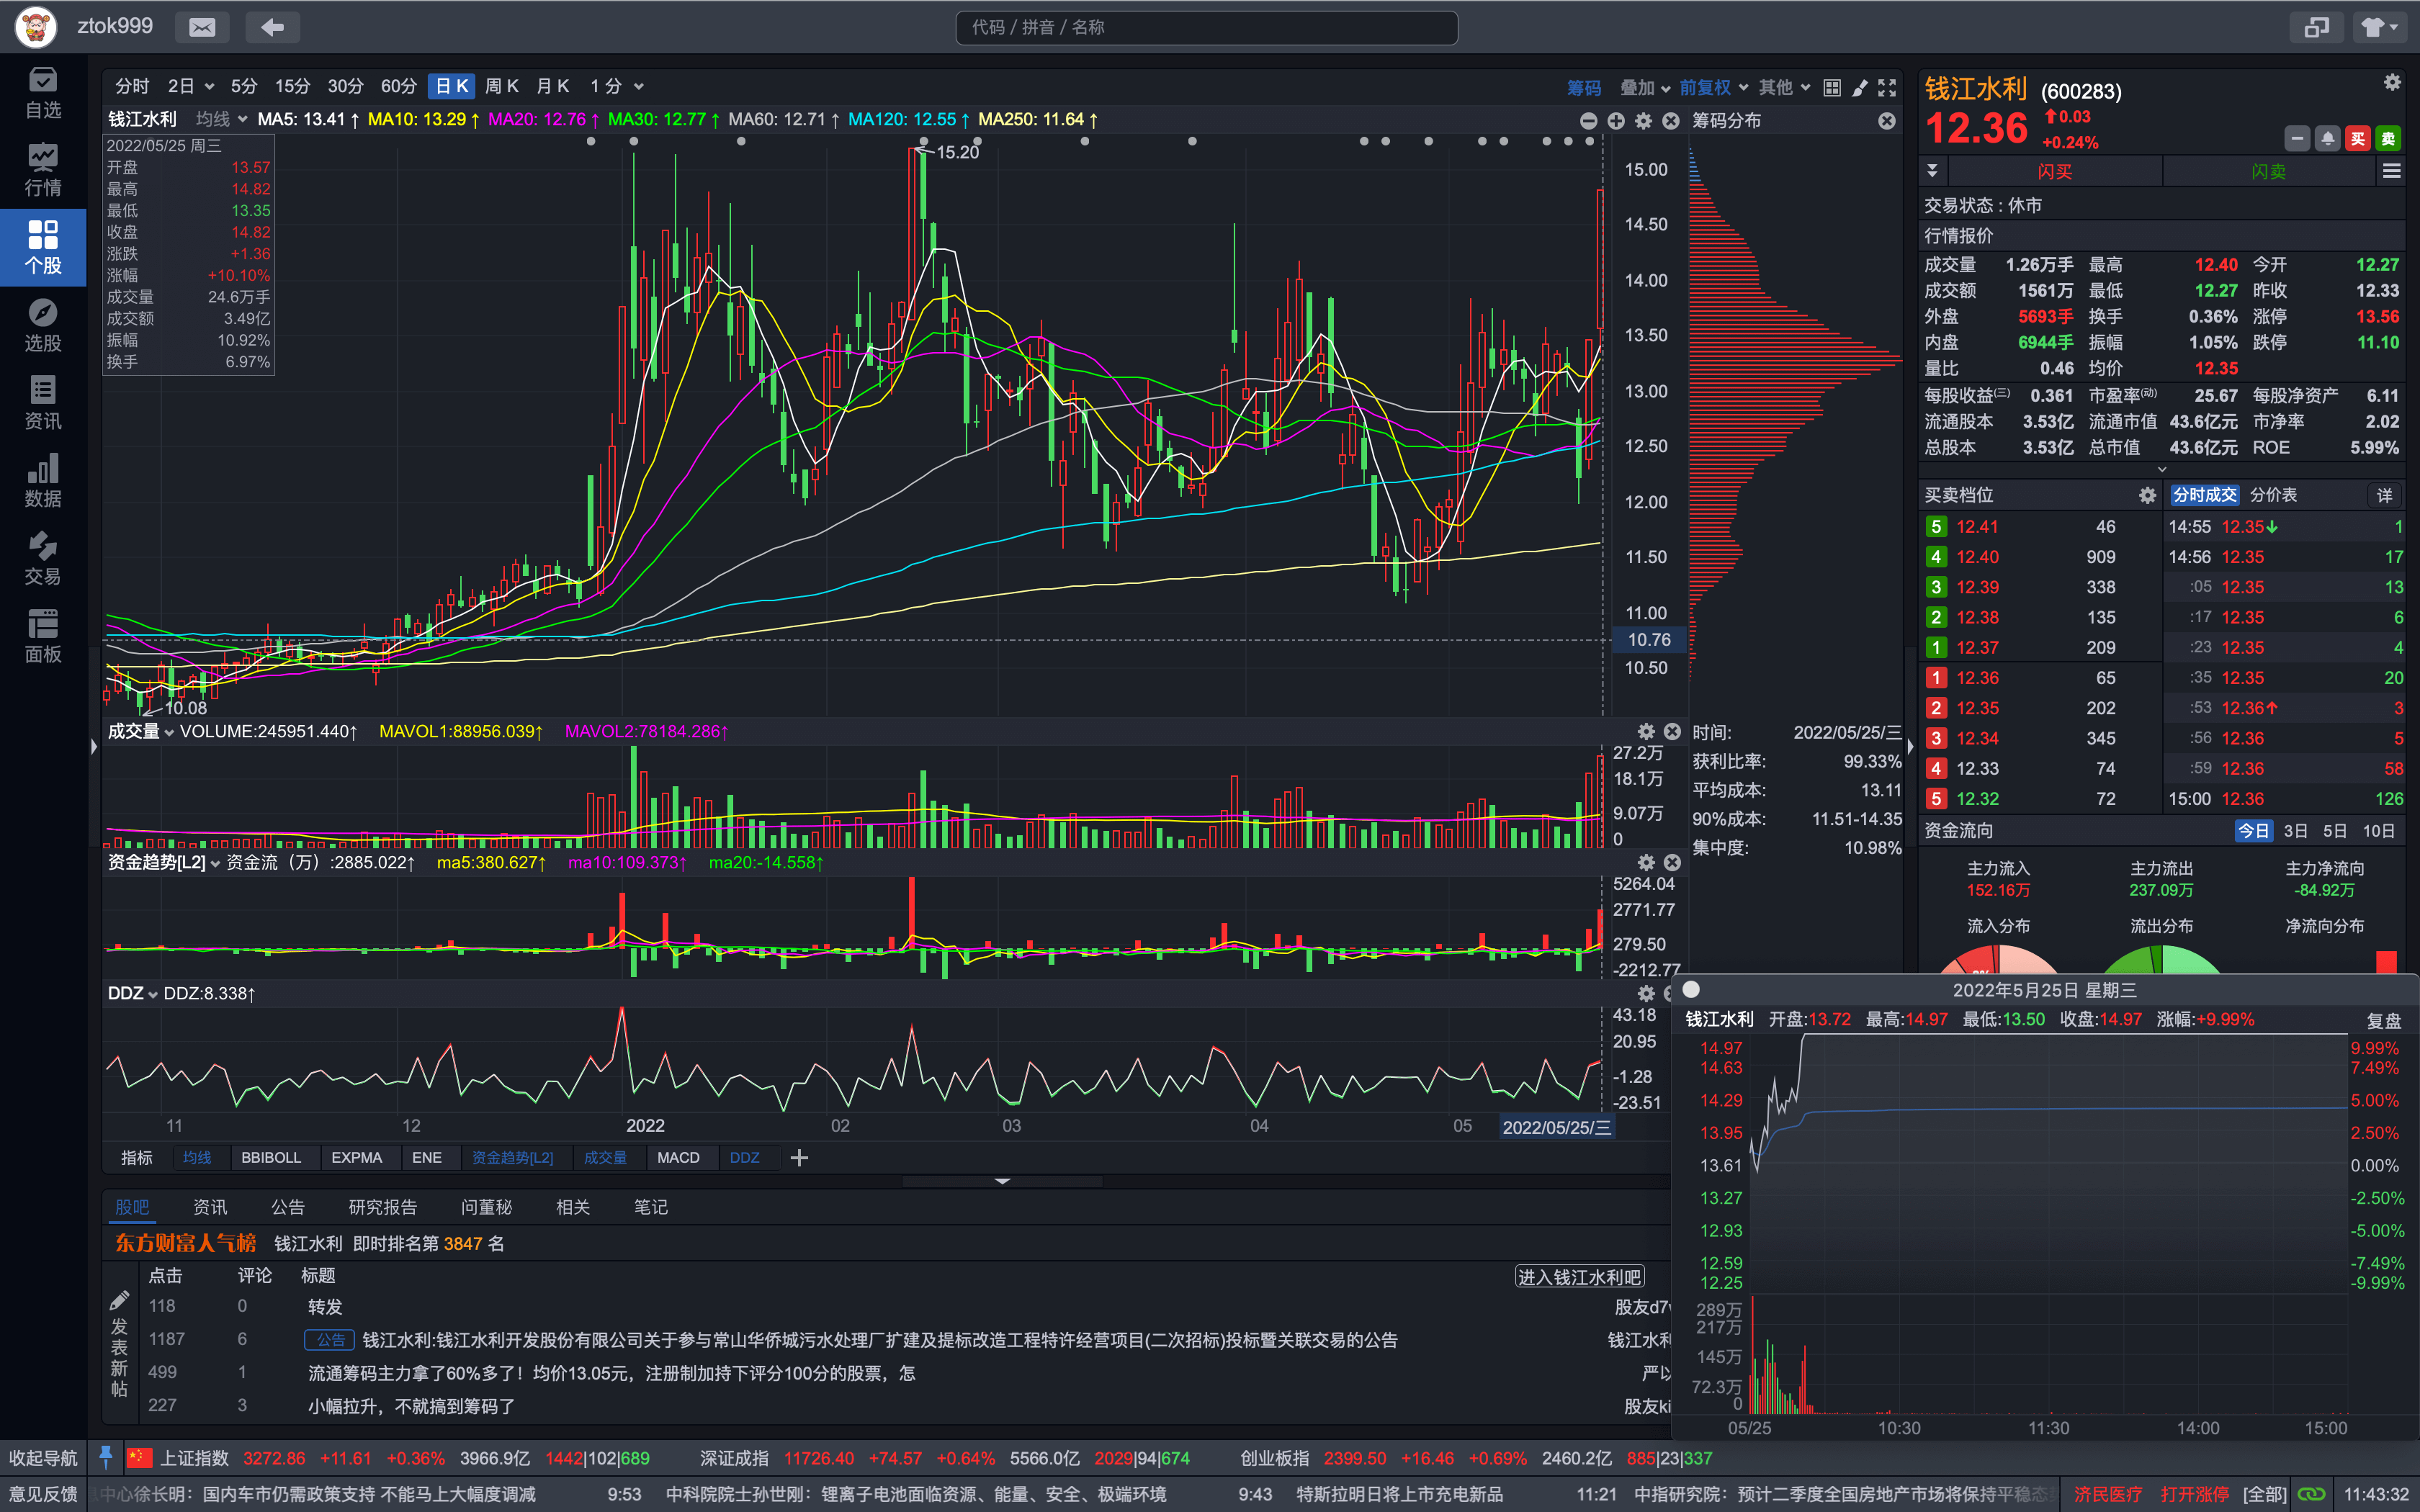 ztok999
代码 / 拼音 / 名称
自选
行情
个股
选股
资讯
数据
交易
面板
分时 2日 5分 15分 30分 60分 日K 周K 月K 1分
筹码 叠加 前复权 其他
钱江水利 均线 MA5: 13.41↑ MA10: 13.29↑ MA20: 12.76↑ MA30: 12.77↑ MA60: 12.71↑ MA120: 12.55↑ MA250: 11.64↑
筹码分布
2022/05/25 周三
开盘 13.57
最高 14.82
最低 13.35
收盘 14.82
涨跌 +1.36
涨幅 +10.10%
成交量 24.6万手
成交额 3.49亿
振幅 10.92%
换手 6.97%
15.20
10.08
15.00
14.50
14.00
13.50
13.00
12.50
12.00
11.50
11.00
10.76
10.50
成交量 VOLUME:245951.440↑ MAVOL1:88956.039↑ MAVOL2:78184.286↑
27.2万
18.1万
9.07万
0
时间: 2022/05/25/三
获利比率: 99.33%
平均成本: 13.11
90%成本: 11.51-14.35
集中度: 10.98%
资金趋势[L2] 资金流（万）:2885.022↑ ma5:380.627↑ ma10:109.373↑ ma20:-14.558↑
5264.04
2771.77
279.50
-2212.77
DDZ DDZ:8.338↑
43.18
20.95
-1.28
-23.51
11 12 2022 02 03 04 05 2022/05/25/三
指标 均线 BBIBOLL EXPMA ENE 资金趋势[L2] 成交量 MACD DDZ
股吧 资讯 公告 研究报告 问董秘 相关 笔记
东方财富人气榜 钱江水利 即时排名第 3847 名
点击 评论 标题 进入钱江水利吧
发表新帖
118 0 转发 股友d7
1187 6 公告 钱江水利:钱江水利开发股份有限公司关于参与常山华侨城污水处理厂扩建及提标改造工程特许经营项目(二次招标)投标暨关联交易的公告 钱江水利
499 1 流通筹码主力拿了60%多了！均价13.05元，注册制加持下评分100分的股票，怎 严以
227 3 小幅拉升，不就搞到筹码了 股友ki
钱江水利 (600283)
12.36 ↑0.03 +0.24%
买 卖
闪买 闪卖
交易状态 : 休市
行情报价
成交量 1.26万手 最高 12.40 今开 12.27
成交额 1561万 最低 12.27 昨收 12.33
外盘 5693手 换手 0.36% 涨停 13.56
内盘 6944手 振幅 1.05% 跌停 11.10
量比 0.46 均价 12.35
每股收益(三) 0.361 市盈率(动) 25.67 每股净资产 6.11
流通股本 3.53亿 流通市值 43.6亿元 市净率 2.02
总股本 3.53亿 总市值 43.6亿元 ROE 5.99%
买卖档位 分时成交 分价表 详
5 12.41 46 14:55 12.35↓ 1
4 12.40 909 14:56 12.35 17
3 12.39 338 :05 12.35 13
2 12.38 135 :17 12.35 6
1 12.37 209 :23 12.35 4
1 12.36 65 :35 12.35 20
2 12.35 202 :53 12.36↑ 3
3 12.34 345 :56 12.36 5
4 12.33 74 :59 12.36 58
5 12.32 72 15:00 12.36 126
资金流向 今日 3日 5日 10日
主力流入 主力流出 主力净流向
152.16万 237.09万 -84.92万
流入分布 流出分布 净流向分布
2022年5月25日 星期三
钱江水利 开盘:13.72 最高:14.97 最低:13.50 收盘:14.97 涨幅:+9.99% 复盘
14.97 9.99%
14.63 7.49%
14.29 5.00%
13.95 2.50%
13.61 0.00%
13.27 -2.50%
12.93 -5.00%
12.59 -7.49%
12.25 -9.99%
289万
217万
145万
72.3万
0
05/25 10:30 11:30 14:00 15:00
收起导航 上证指数 3272.86 +11.61 +0.36% 3966.9亿 1442|102|689 深证成指 11726.40 +74.57 +0.64% 5566.0亿 2029|94|674 创业板指 2399.50 +16.46 +0.69% 2460.2亿 885|23|337
意见反馈 中心徐长明：国内车市仍需政策支持 不能马上大幅度调减 9:53 中科院院士孙世刚：锂离子电池面临资源、能量、安全、极端环境 9:43 特斯拉明日将上市充电新品 11:21 中指研究院：预计二季度全国房地产市场将保持平稳态 济民医疗 打开涨停 [全部] 11:43:32